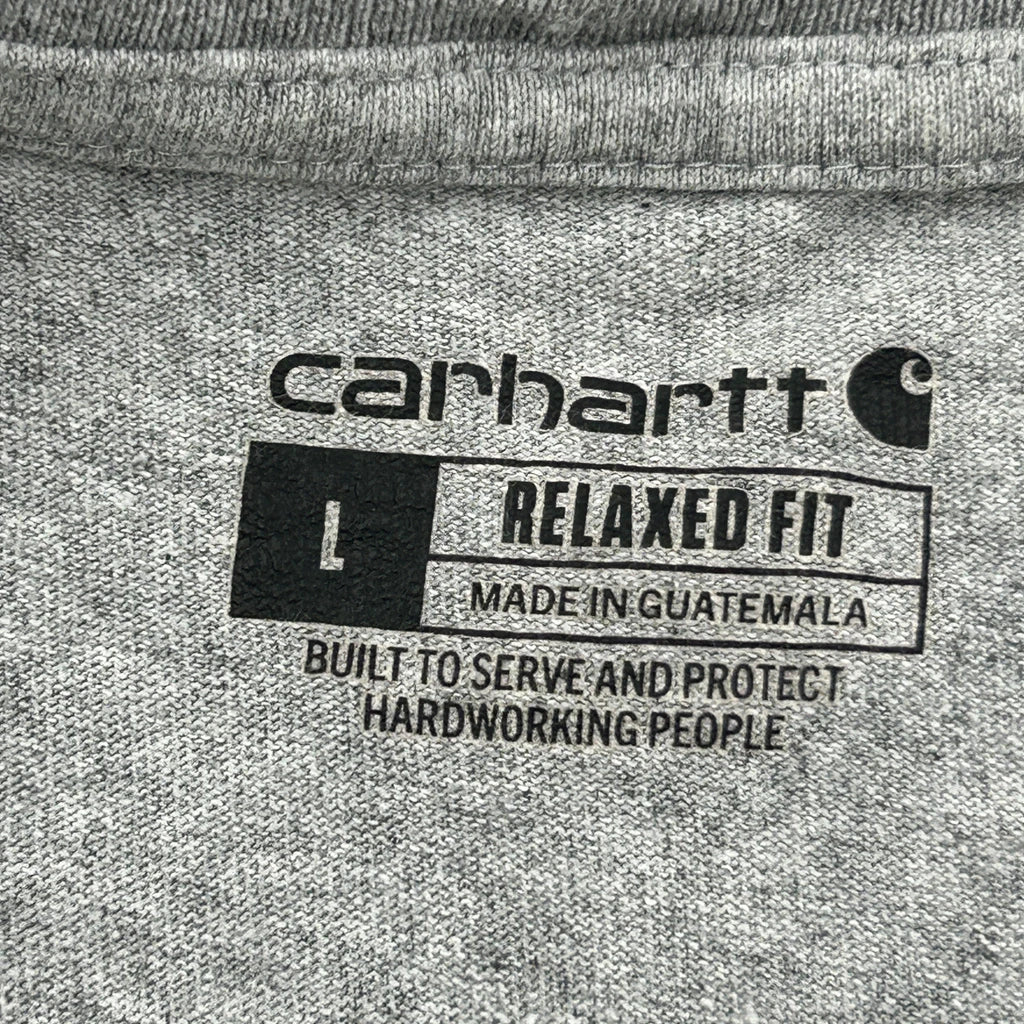 carhartt
L
RELAXED FIT
MADE IN GUATEMALA
BUILT TO SERVE AND PROTECT
HARDWORKING PEOPLE